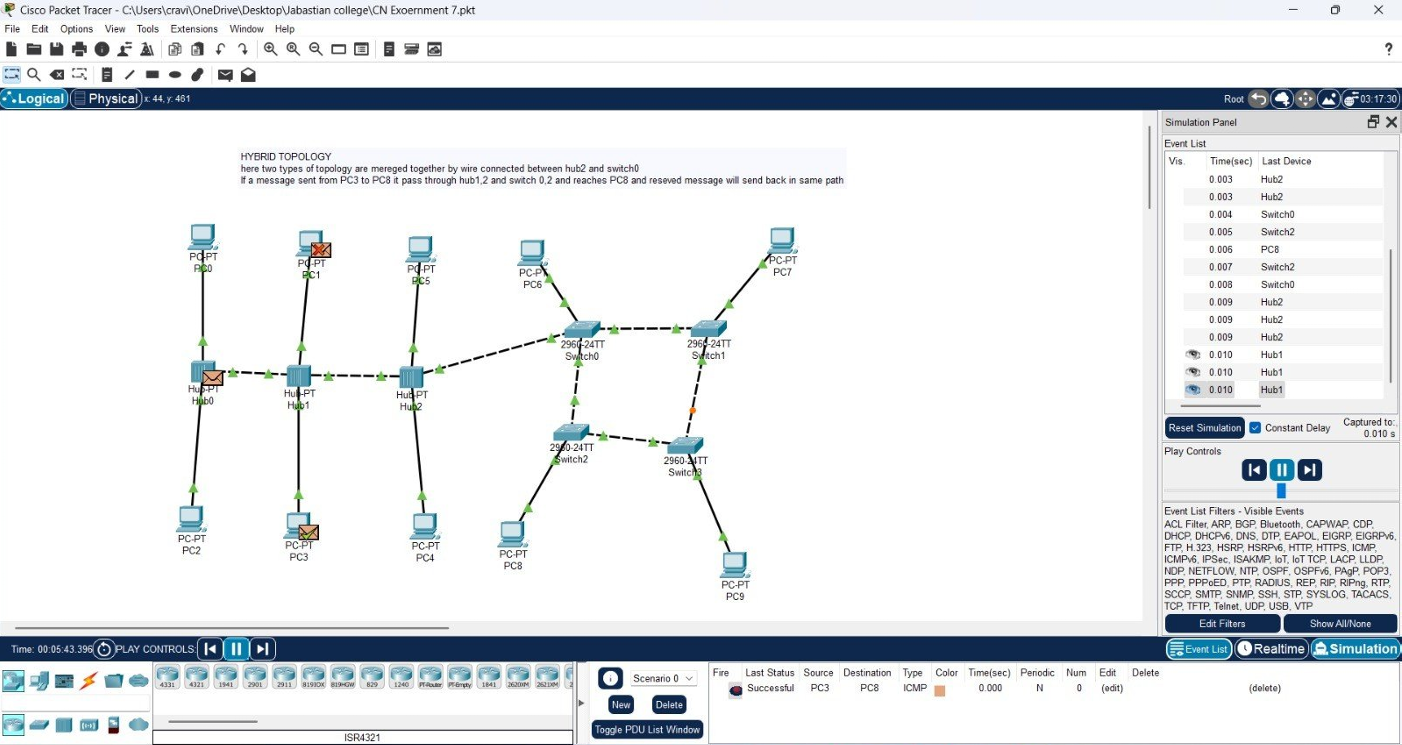 Cisco Packet Tracer - C:\Users\cravi\OneDrive\Desktop\Jabastian college\CN Exoernment 7.pkt
File Edit Options View Tools Extensions Window Help
?
Logical Physical x: 44, y: 461 Root 03:17:30
HYBRID TOPOLOGY
here two types of topology are mereged together by wire connected between hub2 and switch0
If a message sent from PC3 to PC8 it pass through hub1,2 and switch 0,2 and reaches PC8 and reseved message will send back in same path
PC-PT
PC0
PC-PT
PC1
PC-PT
PC5
PC-PT
PC6
PC-PT
PC7
2960-24TT
Switch0
2960-24TT
Switch1
Hub-PT
Hub0
Hub-PT
Hub1
Hub-PT
Hub2
2960-24TT
Switch2
2960-24TT
Switch3
PC-PT
PC2
PC-PT
PC3
PC-PT
PC4
PC-PT
PC8
PC-PT
PC9
Simulation Panel
Event List
Vis. Time(sec) Last Device
0.003 Hub2
0.003 Hub2
0.004 Switch0
0.005 Switch2
0.006 PC8
0.007 Switch2
0.008 Switch0
0.009 Hub2
0.009 Hub2
0.009 Hub2
0.010 Hub1
0.010 Hub1
0.010 Hub1
Reset Simulation Constant Delay Captured to:
0.010 s
Play Controls
Event List Filters - Visible Events
ACL Filter, ARP, BGP, Bluetooth, CAPWAP, CDP,
DHCP, DHCPv6, DNS, DTP, EAPOL, EIGRP, EIGRPv6,
FTP, H.323, HSRP, HSRPv6, HTTP, HTTPS, ICMP,
ICMPv6, IPSec, ISAKMP, IoT, IoT TCP, LACP, LLDP,
NDP, NETFLOW, NTP, OSPF, OSPFv6, PAgP, POP3,
PPP, PPPoED, PTP, RADIUS, REP, RIP, RIPng, RTP,
SCCP, SMTP, SNMP, SSH, STP, SYSLOG, TACACS,
TCP, TFTP, Telnet, UDP, USB, VTP
Edit Filters Show All/None
Time: 00:05:43.396 PLAY CONTROLS: Event List Realtime Simulation
4331 4321 1941 2901 2911 819IOX 819HGW 829 1240 PT-Router PT-Empty 1841 2620XM 2621XM 2
ISR4321
Scenario 0
New Delete
Toggle PDU List Window
Fire Last Status Source Destination Type Color Time(sec) Periodic Num Edit Delete
Successful PC3 PC8 ICMP 0.000 N 0 (edit) (delete)